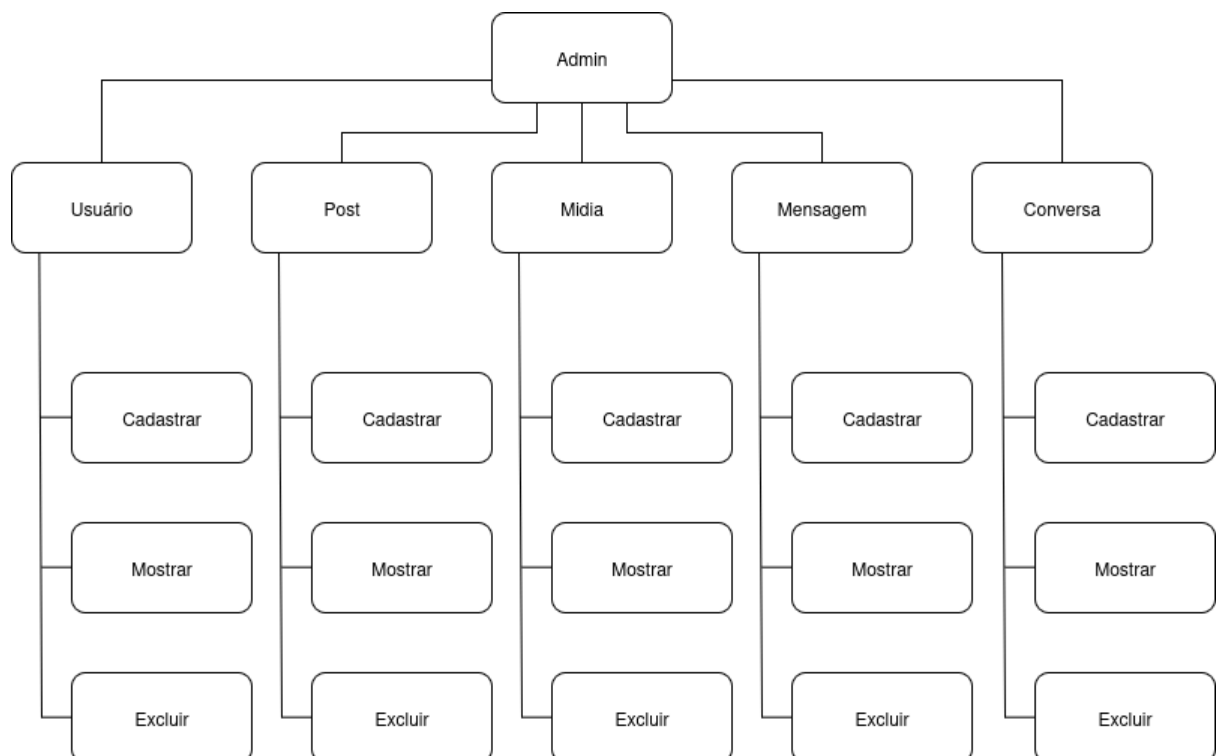 Admin
Usuário
Post
Midia
Mensagem
Conversa
Cadastrar
Cadastrar
Cadastrar
Cadastrar
Cadastrar
Mostrar
Mostrar
Mostrar
Mostrar
Mostrar
Excluir
Excluir
Excluir
Excluir
Excluir